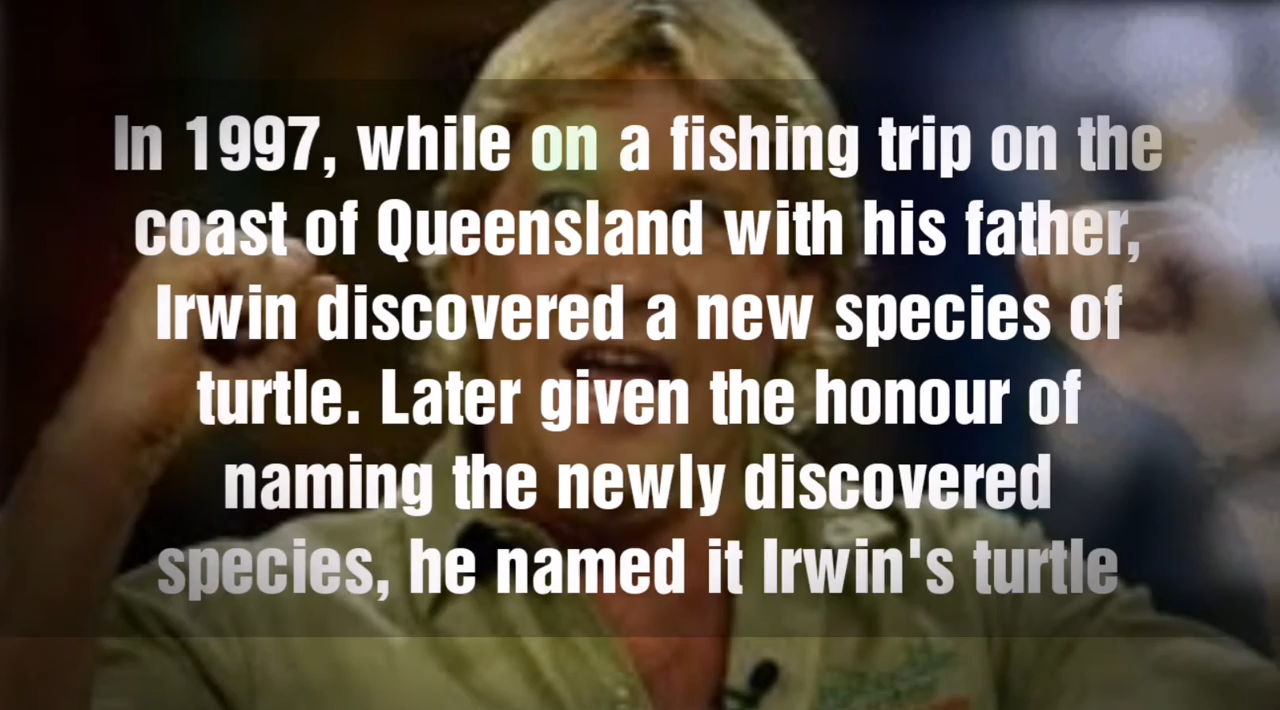 In 1997, while on a fishing trip on the
coast of Queensland with his father,
Irwin discovered a new species of
turtle. Later given the honour of
naming the newly discovered
species, he named it Irwin's turtle